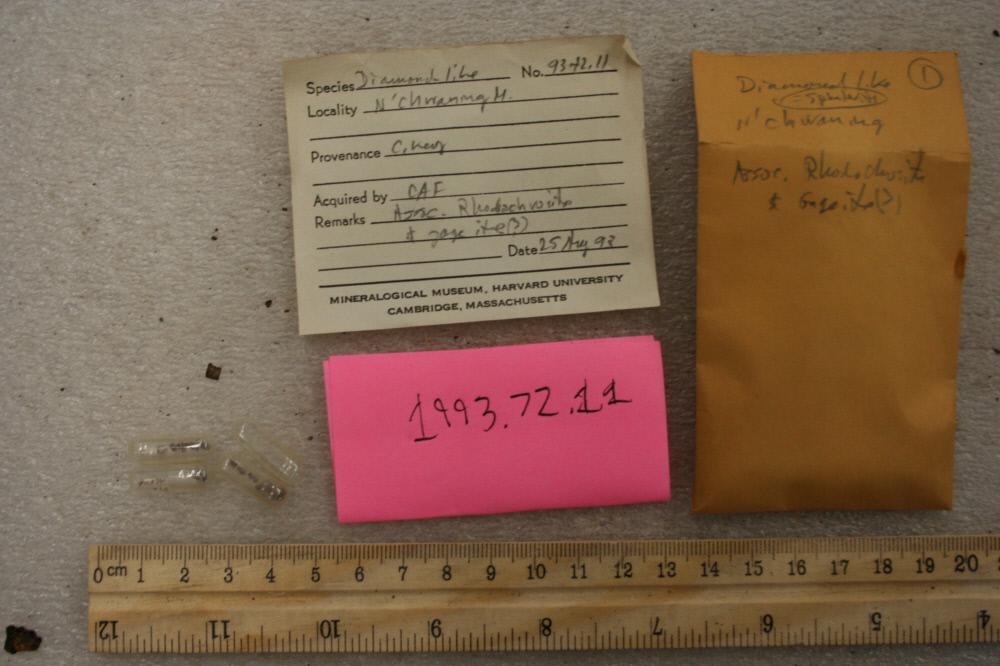 Species Diamond like No. 93-72.11
Locality N'Chwaning M.
Provenance C. Key
Acquired by CAF
Remarks Assoc. Rhodochrosite
& gageite(?)
Date 25 Aug 93
MINERALOGICAL MUSEUM, HARVARD UNIVERSITY
CAMBRIDGE, MASSACHUSETTS
1
Diamond like
N'chwaning
Assoc. Rhodochrosite
& Gageite(?)
1993.72.11
0 cm 1 2 3 4 5 6 7 8 9 10 11 12 13 14 15 16 17 18 19 20
12 11 10 9 8 7 6 5 4